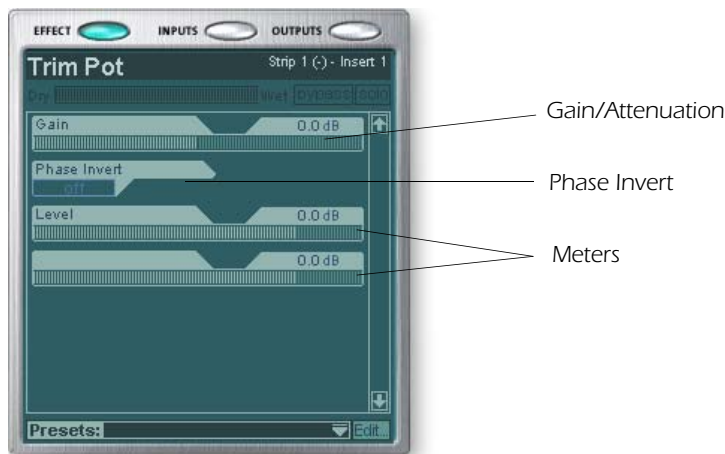 EFFECT INPUTS OUTPUTS
Trim Pot Strip 1 (-) - Insert 1
Dry Wet bypass solo
Gain 0.0 dB
Gain/Attenuation
Phase Invert
off
Phase Invert
Level 0.0 dB
0.0 dB
Meters
Presets: Edit...